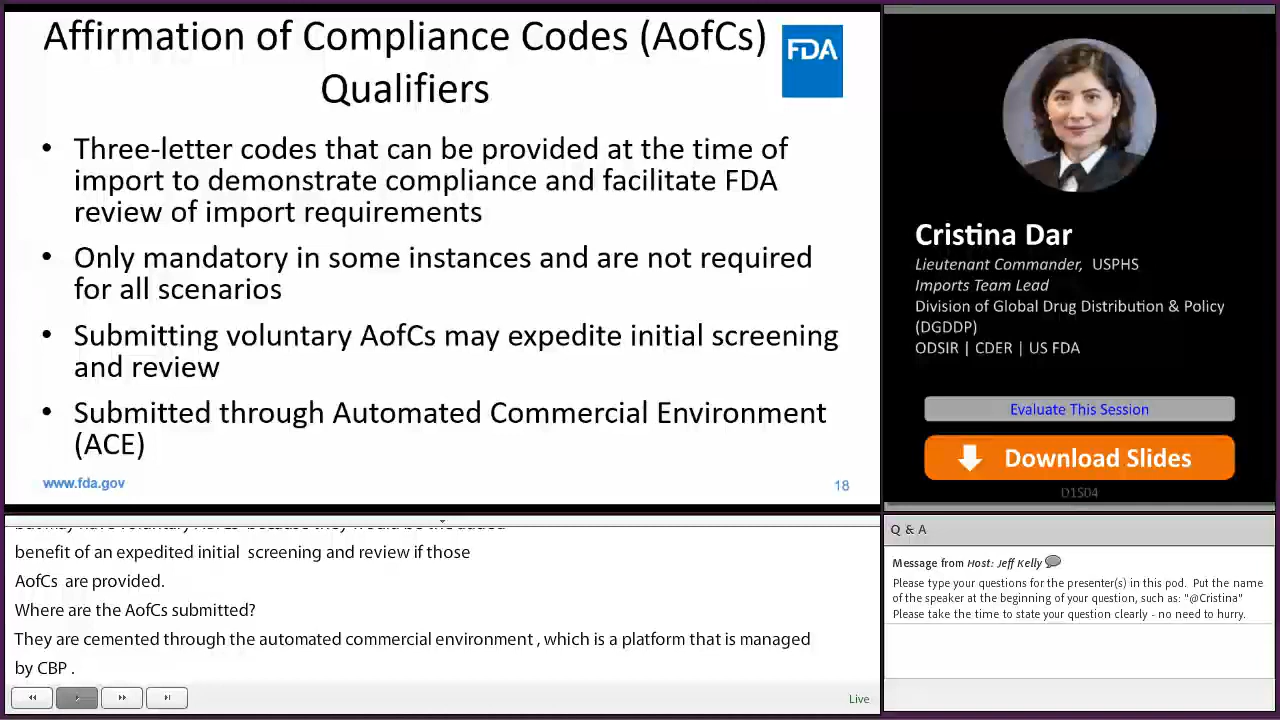 Affirmation of Compliance Codes (AofCs)
Qualifiers
FDA
• Three-letter codes that can be provided at the time of
import to demonstrate compliance and facilitate FDA
review of import requirements
• Only mandatory in some instances and are not required
for all scenarios
• Submitting voluntary AofCs may expedite initial screening
and review
• Submitted through Automated Commercial Environment
(ACE)
www.fda.gov
18
Cristina Dar
Lieutenant Commander, USPHS
Imports Team Lead
Division of Global Drug Distribution & Policy
(DGDDP)
ODSIR | CDER | US FDA
Evaluate This Session
Download Slides
D1S04
benefit of an expedited initial screening and review if those
AofCs are provided.
Where are the AofCs submitted?
They are cemented through the automated commercial environment , which is a platform that is managed
by CBP .
Live
Q & A
Message from Host: Jeff Kelly
Please type your questions for the presenter(s) in this pod. Put the name
of the speaker at the beginning of your question, such as: "@Cristina"
Please take the time to state your question clearly - no need to hurry.